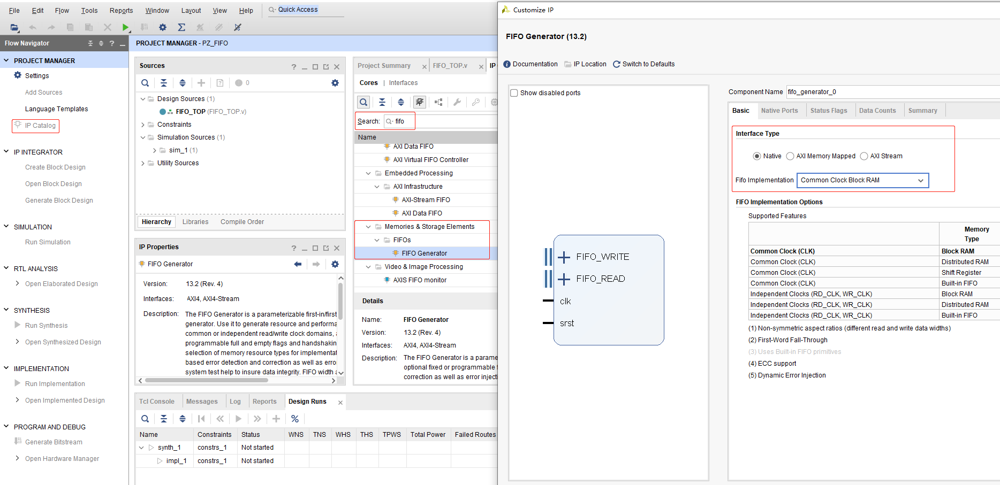 File Edit Flow Tools Reports Window Layout View Help Quick Access
Flow Navigator
PROJECT MANAGER
Settings
Add Sources
Language Templates
IP Catalog
IP INTEGRATOR
Create Block Design
Open Block Design
Generate Block Design
SIMULATION
Run Simulation
RTL ANALYSIS
Open Elaborated Design
SYNTHESIS
Run Synthesis
Open Synthesized Design
IMPLEMENTATION
Run Implementation
Open Implemented Design
PROGRAM AND DEBUG
Generate Bitstream
Open Hardware Manager
PROJECT MANAGER - PZ_FIFO
Sources
0
Design Sources (1)
FIFO_TOP (FIFO_TOP.v)
Constraints
Simulation Sources (1)
sim_1 (1)
Utility Sources
Hierarchy Libraries Compile Order
IP Properties
FIFO Generator
Version: 13.2 (Rev. 4)
Interfaces: AXI4, AXI4-Stream
Description: The FIFO Generator is a parameterizable first-in/first
generator. Use it to generate resource and performa
common or independent read/write clock domains, a
programmable full and empty flags and handshakin
selection of memory resource types for implementat
based error detection and correction as well as error
system test help to insure data integrity. FIFO width a
Project Summary FIFO_TOP.v IP
Cores | Interfaces
Search: fifo
Name
AXI Data FIFO
AXI Virtual FIFO Controller
Embedded Processing
AXI Infrastructure
AXI-Stream FIFO
AXI Data FIFO
Memories & Storage Elements
FIFOs
FIFO Generator
Video & Image Processing
AXIS FIFO monitor
Details
Name: FIFO Generator
Version: 13.2 (Rev. 4)
Interfaces: AXI4, AXI4-Stream
Description: The FIFO Generator is a parame
optional fixed or programmable f
correction as well as error injecti
Tcl Console Messages Log Reports Design Runs
Name Constraints Status WNS TNS WHS THS TPWS Total Power Failed Routes
synth_1 constrs_1 Not started
impl_1 constrs_1 Not started
Customize IP
FIFO Generator (13.2)
Documentation IP Location Switch to Defaults
Show disabled ports
FIFO_WRITE
FIFO_READ
clk
srst
Component Name fifo_generator_0
Basic Native Ports Status Flags Data Counts Summary
Interface Type
Native AXI Memory Mapped AXI Stream
Fifo Implementation Common Clock Block RAM
FIFO Implementation Options
Supported Features
Memory
Type
Common Clock (CLK) Block RAM
Common Clock (CLK) Distributed RAM
Common Clock (CLK) Shift Register
Common Clock (CLK) Built-in FIFO
Independent Clocks (RD_CLK, WR_CLK) Block RAM
Independent Clocks (RD_CLK, WR_CLK) Distributed RAM
Independent Clocks (RD_CLK, WR_CLK) Built-in FIFO
(1) Non-symmetric aspect ratios (different read and write data widths)
(2) First-Word Fall-Through
(3) Uses Built-in FIFO primitives
(4) ECC support
(5) Dynamic Error Injection